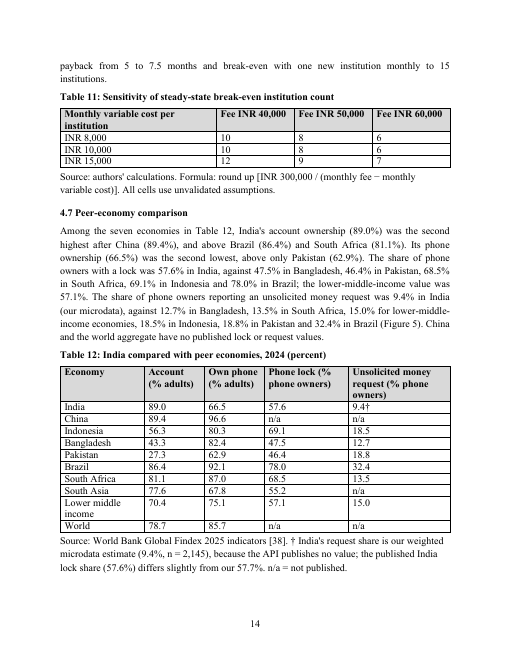 payback from 5 to 7.5 months and break-even with one new institution monthly to 15
institutions.
Table 11: Sensitivity of steady-state break-even institution count
Monthly variable cost per institution Fee INR 40,000 Fee INR 50,000 Fee INR 60,000
INR 8,000 10 8 6
INR 10,000 10 8 6
INR 15,000 12 9 7
Source: authors' calculations. Formula: round up [INR 300,000 / (monthly fee − monthly
variable cost)]. All cells use unvalidated assumptions.
4.7 Peer-economy comparison
Among the seven economies in Table 12, India's account ownership (89.0%) was the second
highest after China (89.4%), and above Brazil (86.4%) and South Africa (81.1%). Its phone
ownership (66.5%) was the second lowest, above only Pakistan (62.9%). The share of phone
owners with a lock was 57.6% in India, against 47.5% in Bangladesh, 46.4% in Pakistan, 68.5%
in South Africa, 69.1% in Indonesia and 78.0% in Brazil; the lower-middle-income value was
57.1%. The share of phone owners reporting an unsolicited money request was 9.4% in India
(our microdata), against 12.7% in Bangladesh, 13.5% in South Africa, 15.0% for lower-middle-
income economies, 18.5% in Indonesia, 18.8% in Pakistan and 32.4% in Brazil (Figure 5). China
and the world aggregate have no published lock or request values.
Table 12: India compared with peer economies, 2024 (percent)
Economy Account (% adults) Own phone (% adults) Phone lock (% phone owners) Unsolicited money request (% phone owners)
India 89.0 66.5 57.6 9.4†
China 89.4 96.6 n/a n/a
Indonesia 56.3 80.3 69.1 18.5
Bangladesh 43.3 82.4 47.5 12.7
Pakistan 27.3 62.9 46.4 18.8
Brazil 86.4 92.1 78.0 32.4
South Africa 81.1 87.0 68.5 13.5
South Asia 77.6 67.8 55.2 n/a
Lower middle income 70.4 75.1 57.1 15.0
World 78.7 85.7 n/a n/a
Source: World Bank Global Findex 2025 indicators [38]. † India's request share is our weighted
microdata estimate (9.4%, n = 2,145), because the API publishes no value; the published India
lock share (57.6%) differs slightly from our 57.7%. n/a = not published.
14